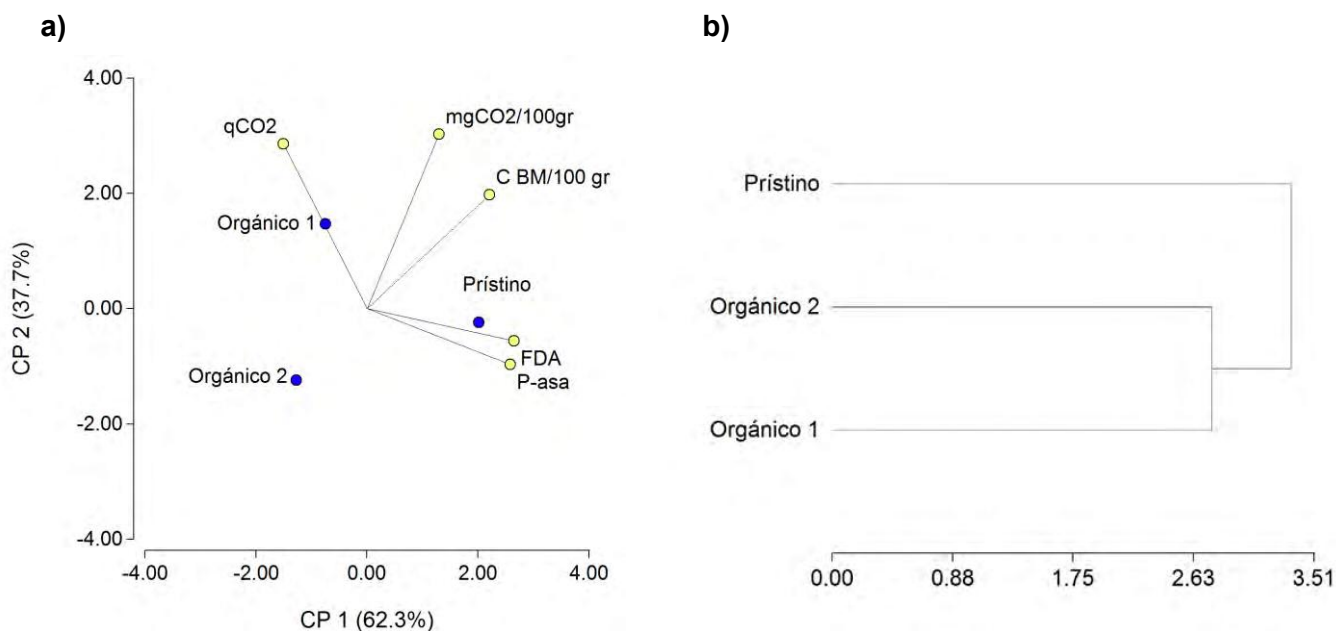 a)
4.00
2.00
0.00
-2.00
-4.00
CP 2 (37.7%)
qCO2
mgCO2/100gr
C BM/100 gr
Orgánico 1
Prístino
FDA
P-asa
Orgánico 2
-4.00 -2.00 0.00 2.00 4.00
CP 1 (62.3%)
b)
Prístino
Orgánico 2
Orgánico 1
0.00 0.88 1.75 2.63 3.51